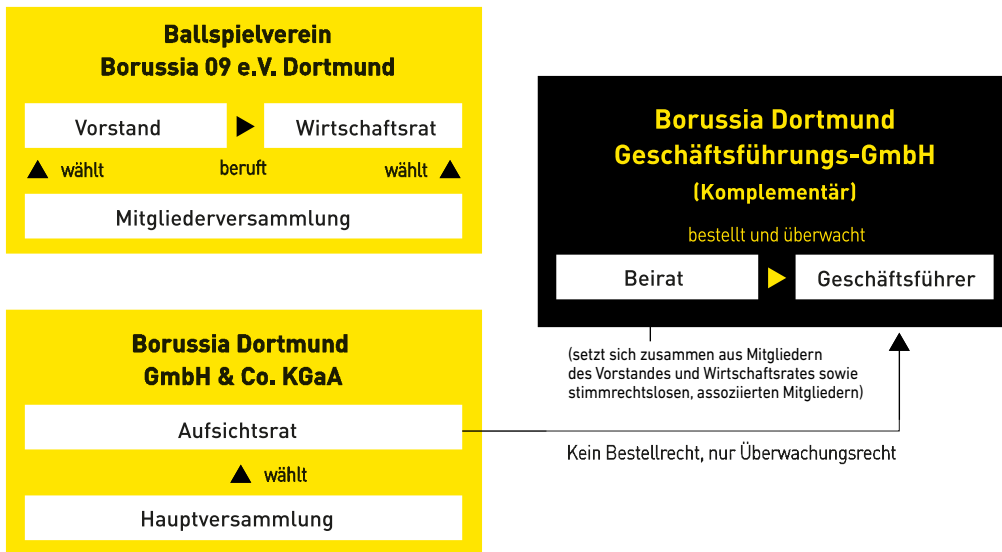 Ballspielverein
Borussia 09 e.V. Dortmund
Vorstand
Wirtschaftsrat
wählt
beruft
wählt
Mitgliederversammlung
Borussia Dortmund
Geschäftsführungs-GmbH
(Komplementär)
bestellt und überwacht
Beirat
Geschäftsführer
(setzt sich zusammen aus Mitgliedern
des Vorstandes und Wirtschaftsrates sowie
stimmrechtslosen, assoziierten Mitgliedern)
Borussia Dortmund
GmbH & Co. KGaA
Aufsichtsrat
Kein Bestellrecht, nur Überwachungsrecht
wählt
Hauptversammlung